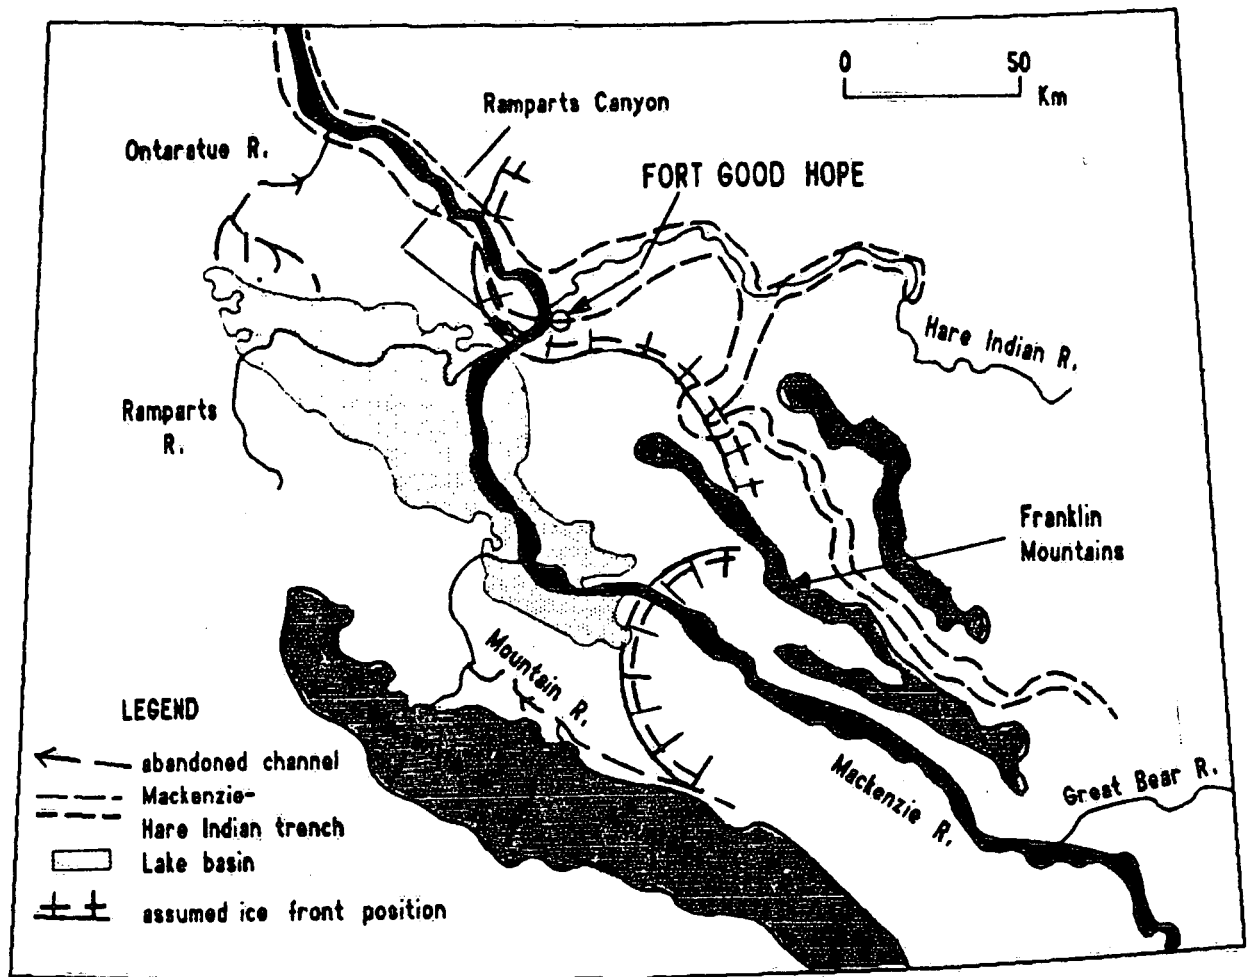 0 50
Km
Ramparts Canyon
Ontaratue R.
FORT GOOD HOPE
Hare Indian R.
Ramparts
R.
Franklin
Mountains
Mountain R.
LEGEND
abandoned channel
Mackenzie-
Hare Indian trench
Lake basin
assumed ice front position
Mackenzie R.
Great Bear R.